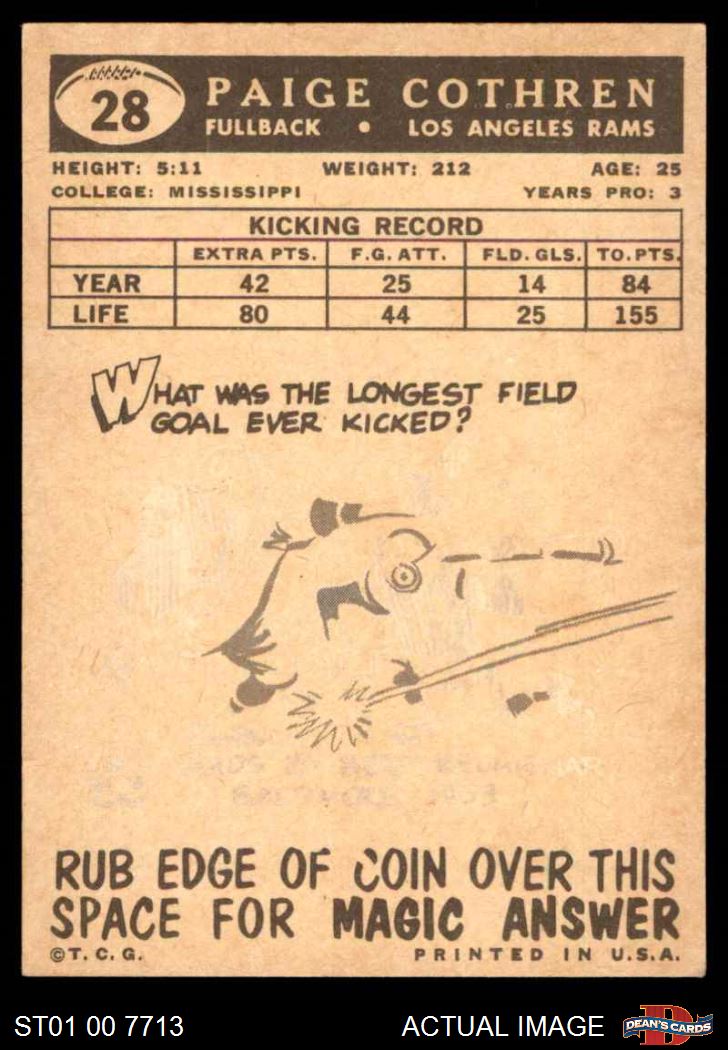 28
PAIGE COTHREN
FULLBACK • LOS ANGELES RAMS
HEIGHT: 5:11 WEIGHT: 212 AGE: 25
COLLEGE: MISSISSIPPI YEARS PRO: 3
KICKING RECORD
EXTRA PTS. F.G. ATT. FLD. GLS. TO. PTS.
YEAR 42 25 14 84
LIFE 80 44 25 155
WHAT WAS THE LONGEST FIELD
GOAL EVER KICKED?
RUB EDGE OF COIN OVER THIS
SPACE FOR MAGIC ANSWER
©T. C. G. PRINTED IN U.S.A.
ST01 00 7713 ACTUAL IMAGE D DEAN'S CARDS